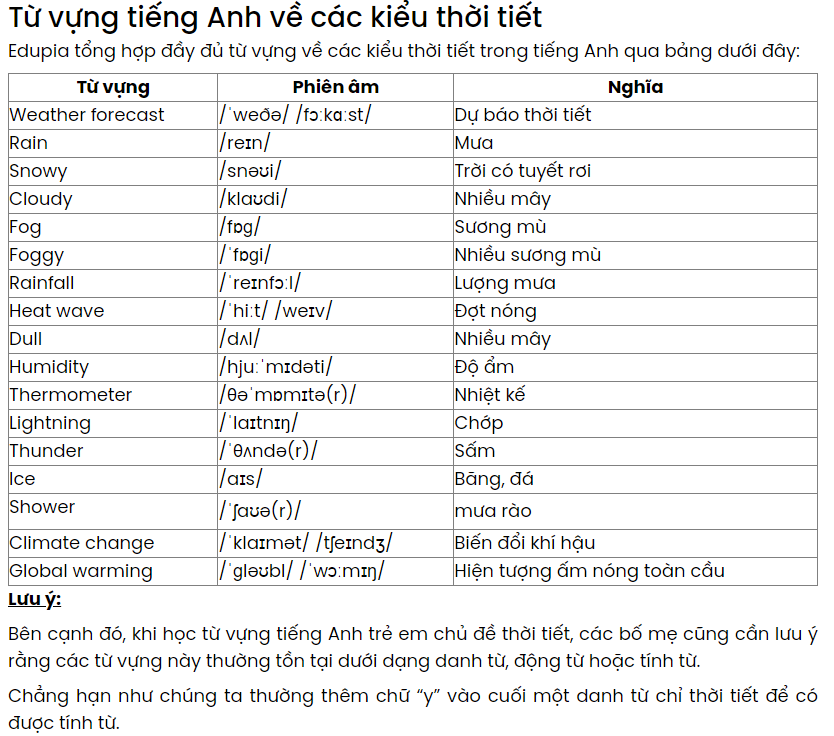 Từ vựng tiếng Anh về các kiểu thời tiết
Edupia tổng hợp đầy đủ từ vựng về các kiểu thời tiết trong tiếng Anh qua bảng dưới đây:
Từ vựng Phiên âm Nghĩa
Weather forecast /ˈweðə/ /fɔːkɑːst/ Dự báo thời tiết
Rain /reɪn/ Mưa
Snowy /snəʊi/ Trời có tuyết rơi
Cloudy /klaʊdi/ Nhiều mây
Fog /fɒg/ Sương mù
Foggy /ˈfɒgi/ Nhiều sương mù
Rainfall /ˈreɪnfɔːl/ Lượng mưa
Heat wave /ˈhiːt/ /weɪv/ Đợt nóng
Dull /dʌl/ Nhiều mây
Humidity /hjuːˈmɪdəti/ Độ ẩm
Thermometer /θəˈmɒmɪtə(r)/ Nhiệt kế
Lightning /ˈlaɪtnɪŋ/ Chớp
Thunder /ˈθʌndə(r)/ Sấm
Ice /aɪs/ Băng, đá
Shower /ˈʃaʊə(r)/ mưa rào
Climate change /ˈklaɪmət/ /tʃeɪndʒ/ Biến đổi khí hậu
Global warming /ˈgləʊbl/ /ˈwɔːmɪŋ/ Hiện tượng ấm nóng toàn cầu
Lưu ý:
Bên cạnh đó, khi học từ vựng tiếng Anh trẻ em chủ đề thời tiết, các bố mẹ cũng cần lưu ý
rằng các từ vựng này thường tồn tại dưới dạng danh từ, động từ hoặc tính từ.
Chẳng hạn như chúng ta thường thêm chữ “y” vào cuối một danh từ chỉ thời tiết để có
được tính từ.